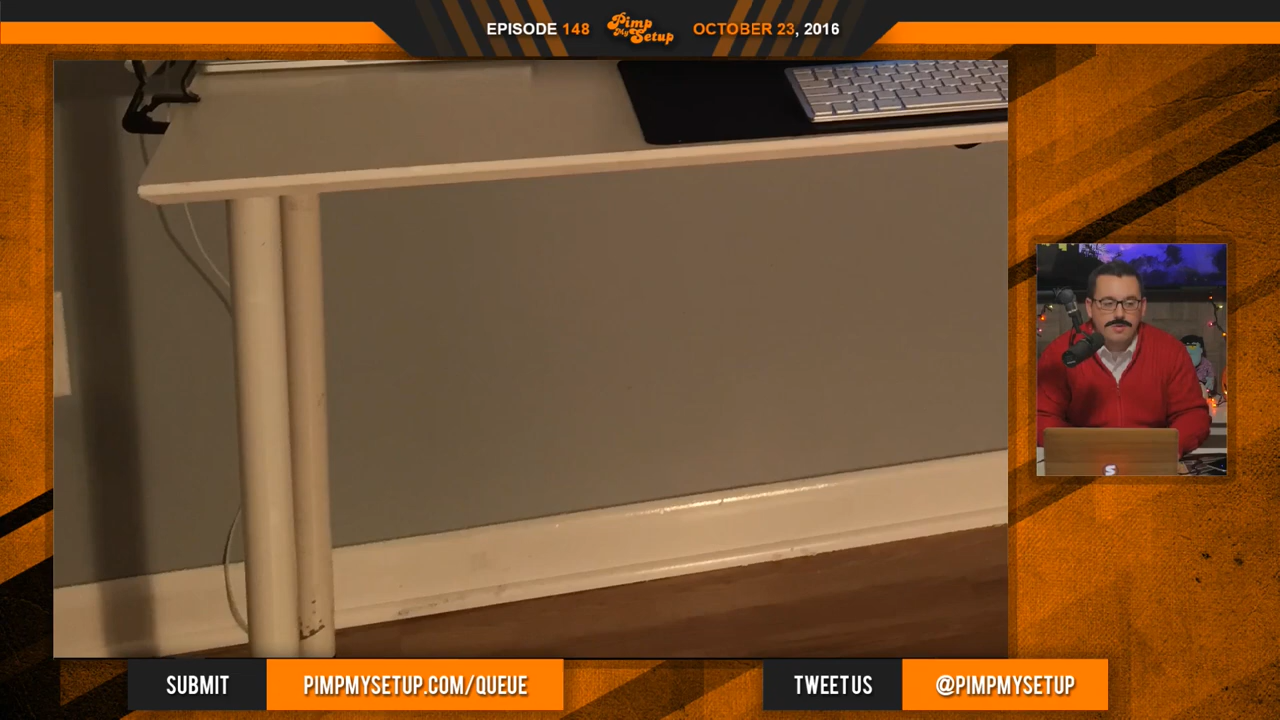 EPISODE 148
Pimp
My
Setup
OCTOBER 23, 2016
S
SUBMIT
PIMPMYSETUP.COM/QUEUE
TWEET US
@PIMPMYSETUP